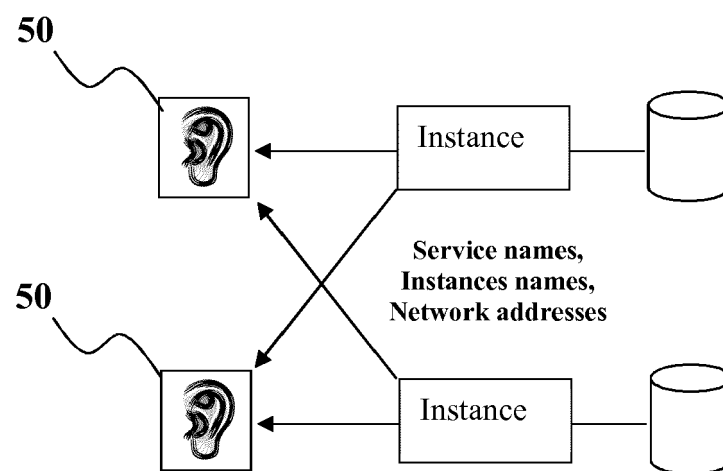 50
Instance
Service names,
Instances names,
Network addresses
50
Instance